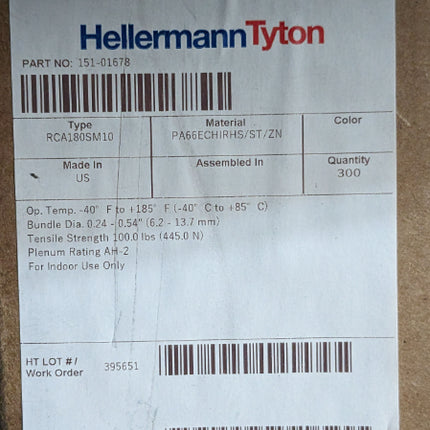 HellermannTyton
PART NO: 151-01678
Type Material Color
RCA180SM10 PA66ECHIRHS/ST/ZN
Made In Assembled In Quantity
US 300
Op. Temp. -40° F to +185° F (-40° C to +85° C)
Bundle Dia. 0.24 - 0.54" (6.2 - 13.7 mm)
Tensile Strength 100.0 lbs (445.0 N)
Plenum Rating AH-2
For Indoor Use Only
HT LOT # / 395651
Work Order